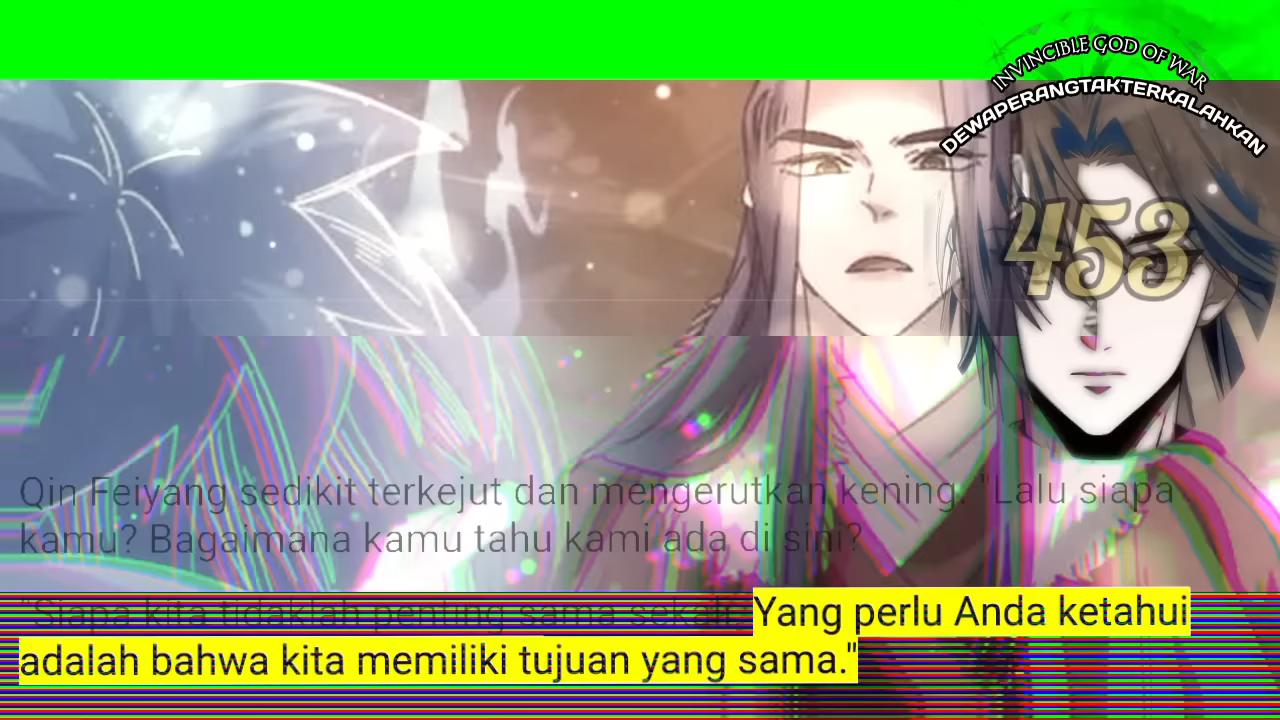 INVINCIBLE GOD OF WAR
DEWAPERANGTAKTERKALAHKAN
453
Qin Feiyang sedikit terkejut dan mengerutkan kening. "Lalu siapa
kamu? Bagaimana kamu tahu kami ada di sini?
"Siapa kita tidaklah penting sama sekali. Yang perlu Anda ketahui
adalah bahwa kita memiliki tujuan yang sama."